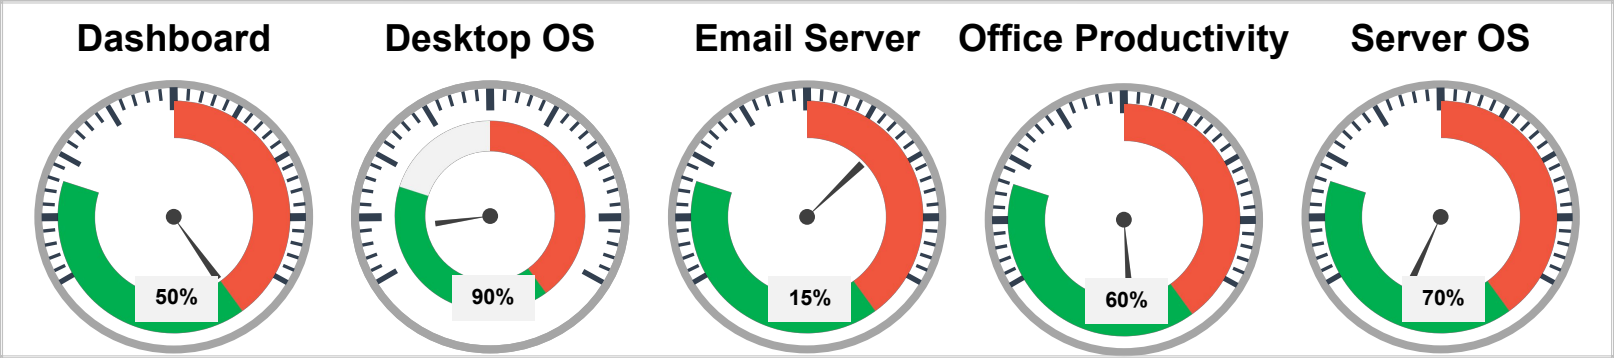 Dashboard
Desktop OS
Email Server
Office Productivity
Server OS
50%
90%
15%
60%
70%